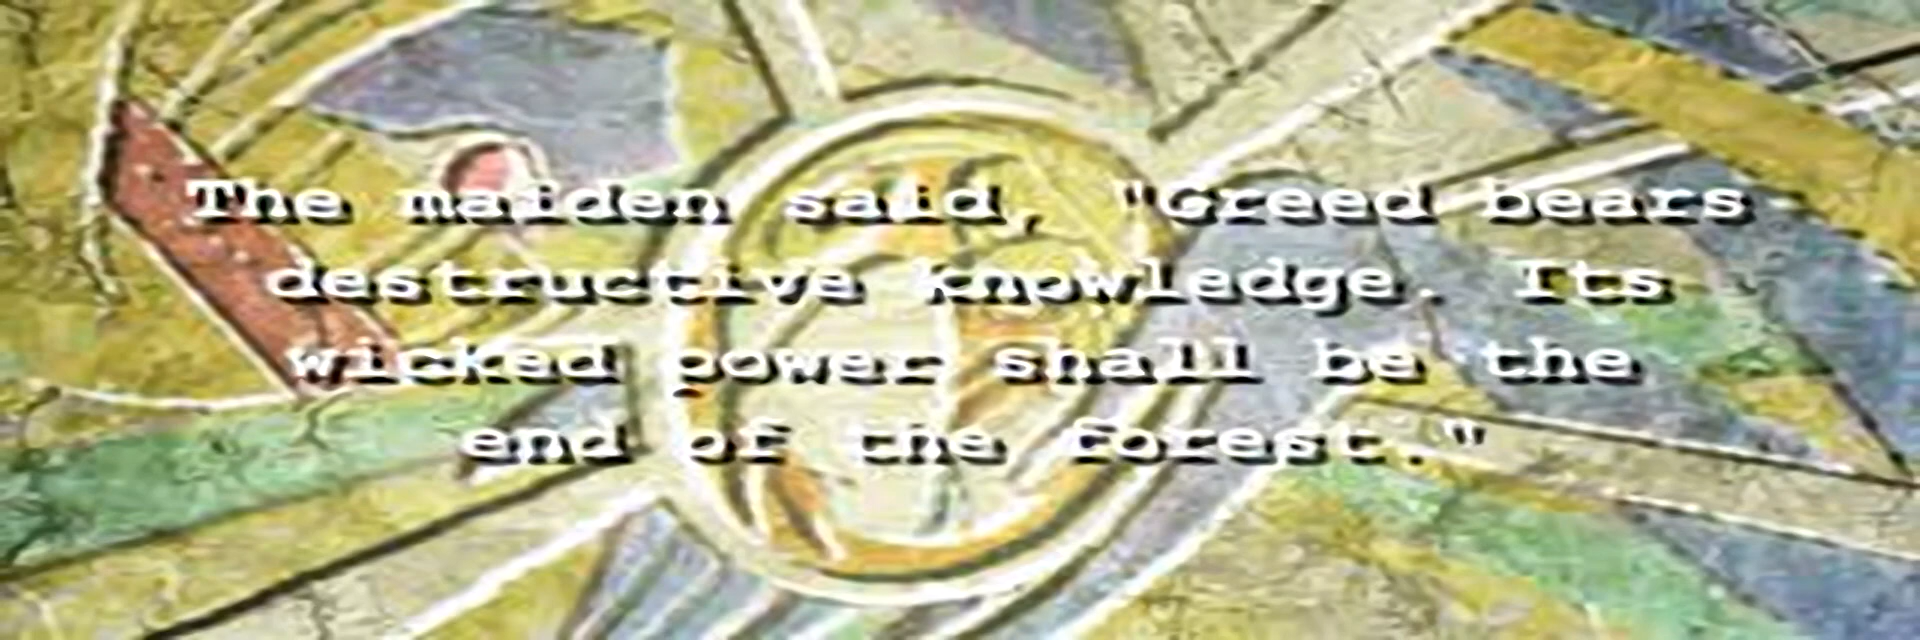 The maiden said, "Greed bears
destructive knowledge. Its
wicked power shall be the
end of the forest."